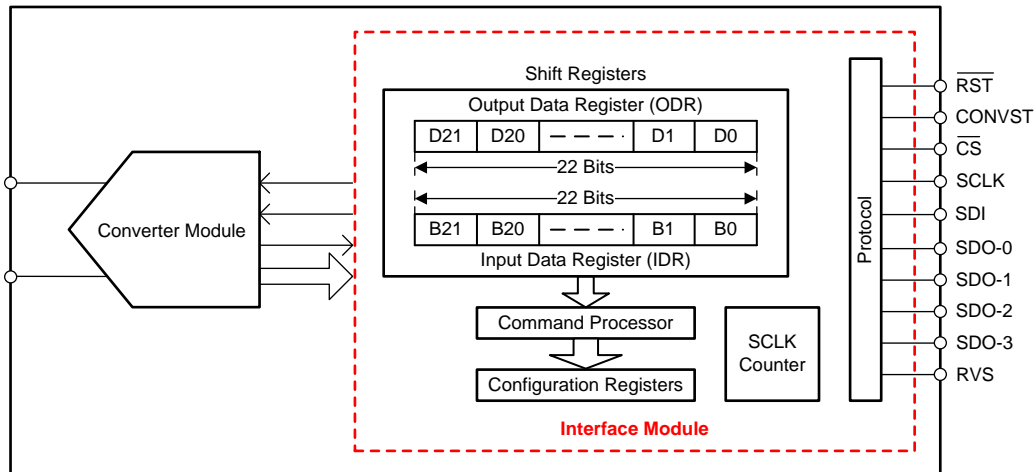 Shift Registers
Output Data Register (ODR)
D21 D20 D1 D0
22 Bits
22 Bits
B21 B20 B1 B0
Input Data Register (IDR)
Converter Module
Command Processor
Configuration Registers
SCLK
Counter
Interface Module
Protocol
RST
CONVST
CS
SCLK
SDI
SDO-0
SDO-1
SDO-2
SDO-3
RVS